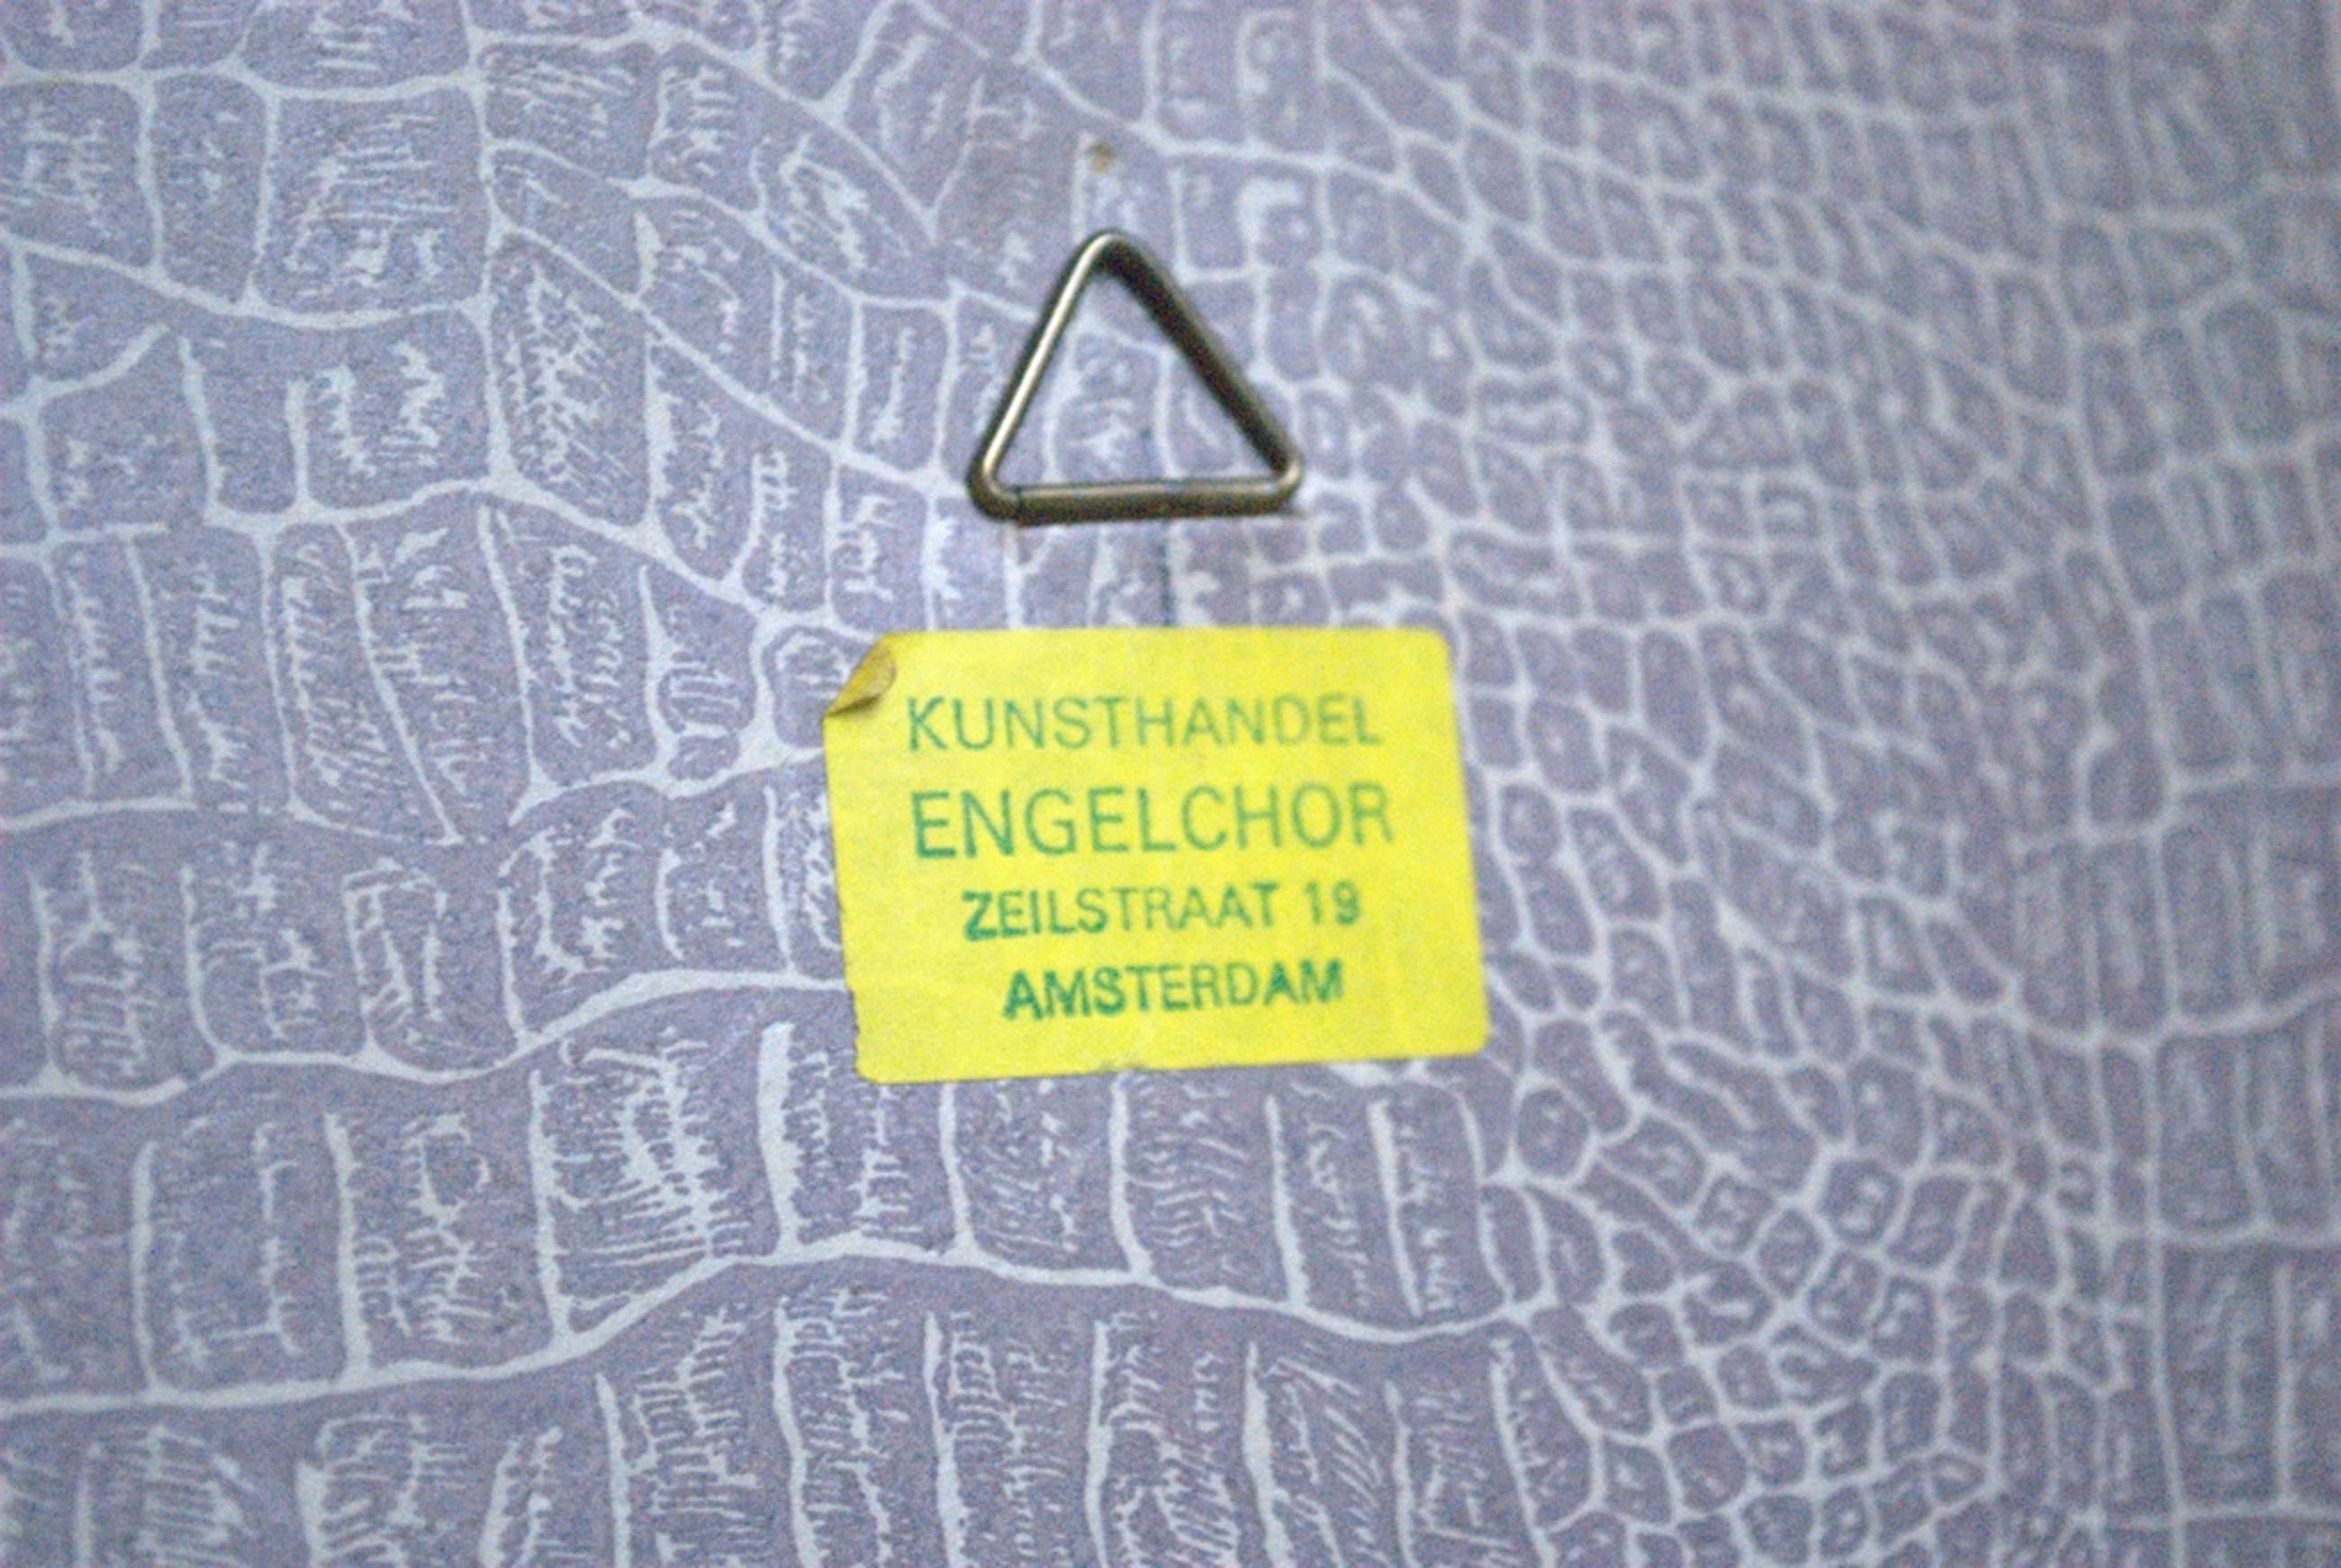 KUNSTHANDEL
ENGELCHOR
ZEILSTRAAT 19
AMSTERDAM